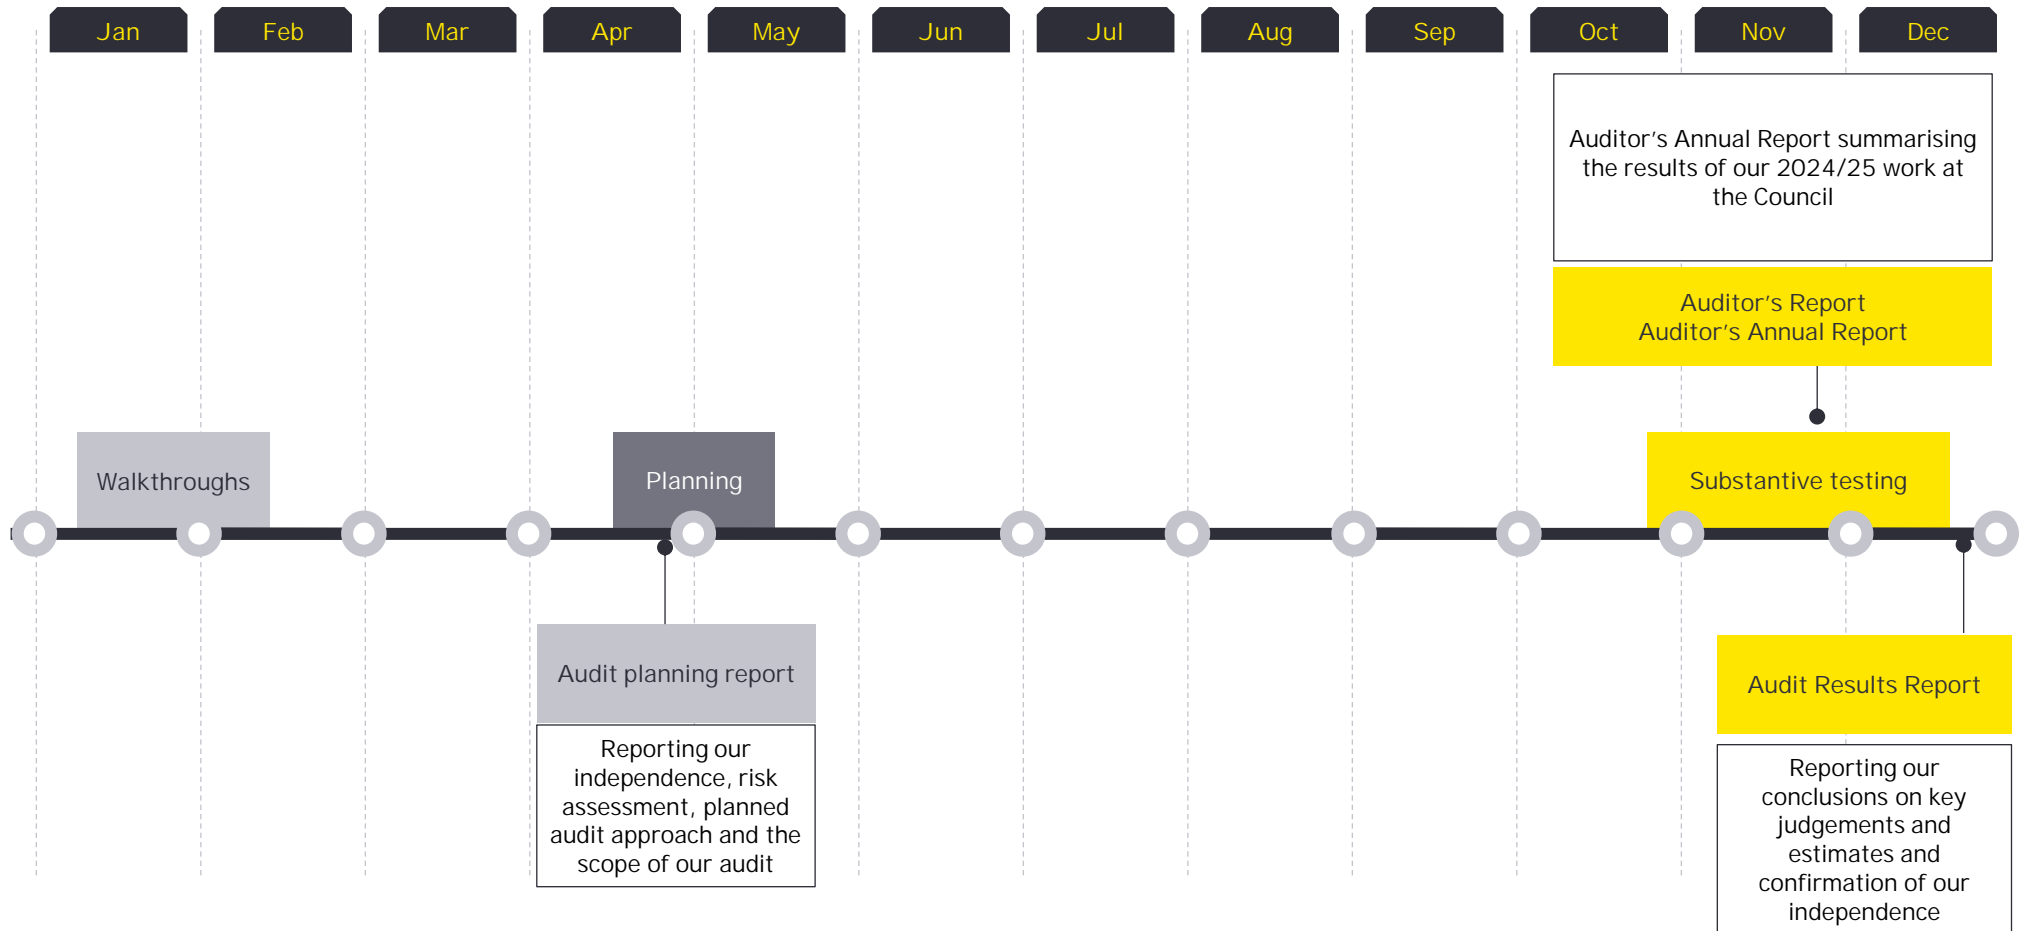 Jan
Feb
Mar
Apr
May
Jun
Jul
Aug
Sep
Oct
Nov
Dec
Auditor's Annual Report summarising
the results of our 2024/25 work at
the Council
Auditor's Report
Auditor's Annual Report
Walkthroughs
Planning
Substantive testing
Audit planning report
Reporting our
independence, risk
assessment, planned
audit approach and the
scope of our audit
Audit Results Report
Reporting our
conclusions on key
judgements and
estimates and
confirmation of our
independence